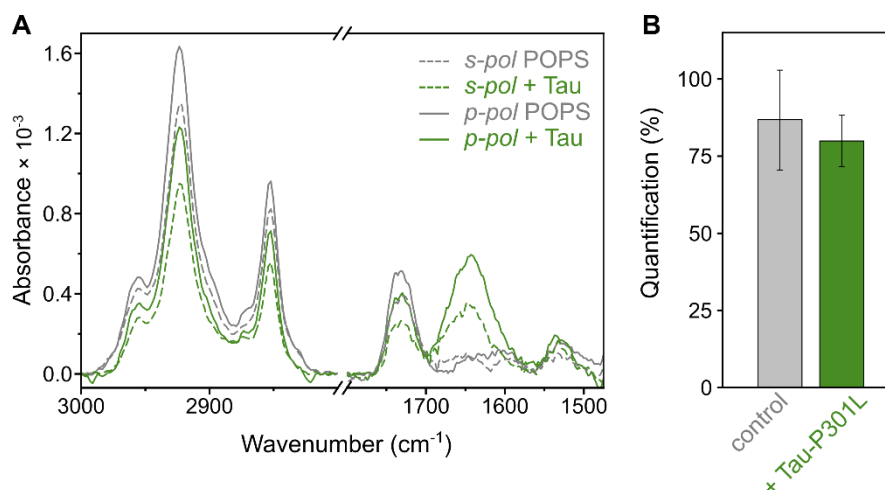 A
Absorbance × 10⁻³
1.6
1.2
0.8
0.4
0.0
s-pol POPS
s-pol + Tau
p-pol POPS
p-pol + Tau
3000 2900 1700 1600 1500
Wavenumber (cm⁻¹)
B
Quantification (%)
100
75
50
25
0
control
+ Tau-P301L